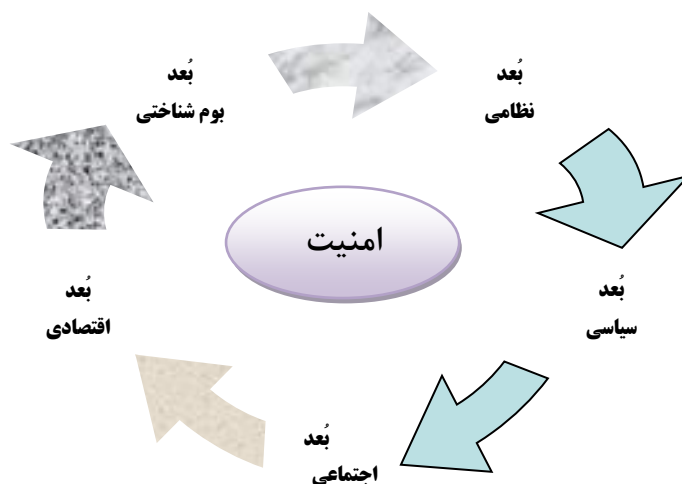 بُعد
نظامی
بُعد
بوم شناختی
امنیت
بُعد
سیاسی
بُعد
اقتصادی
بُعد
اجتماعی